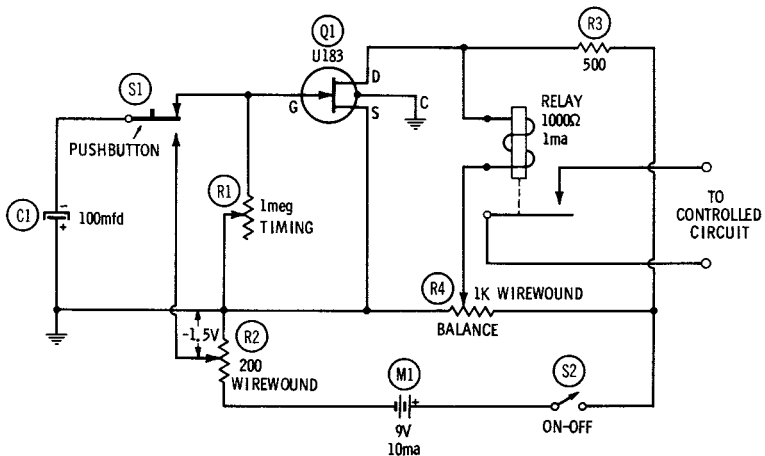 R3
500
Q1
U183
D
G
S
C
S1
PUSHBUTTON
RELAY
1000Ω
1ma
R1
1meg
TIMING
C1
-
+
100mfd
TO
CONTROLLED
CIRCUIT
R4
1K WIREWOUND
BALANCE
-1.5V
R2
200
WIREWOUND
M1
+
9V
10ma
S2
ON-OFF